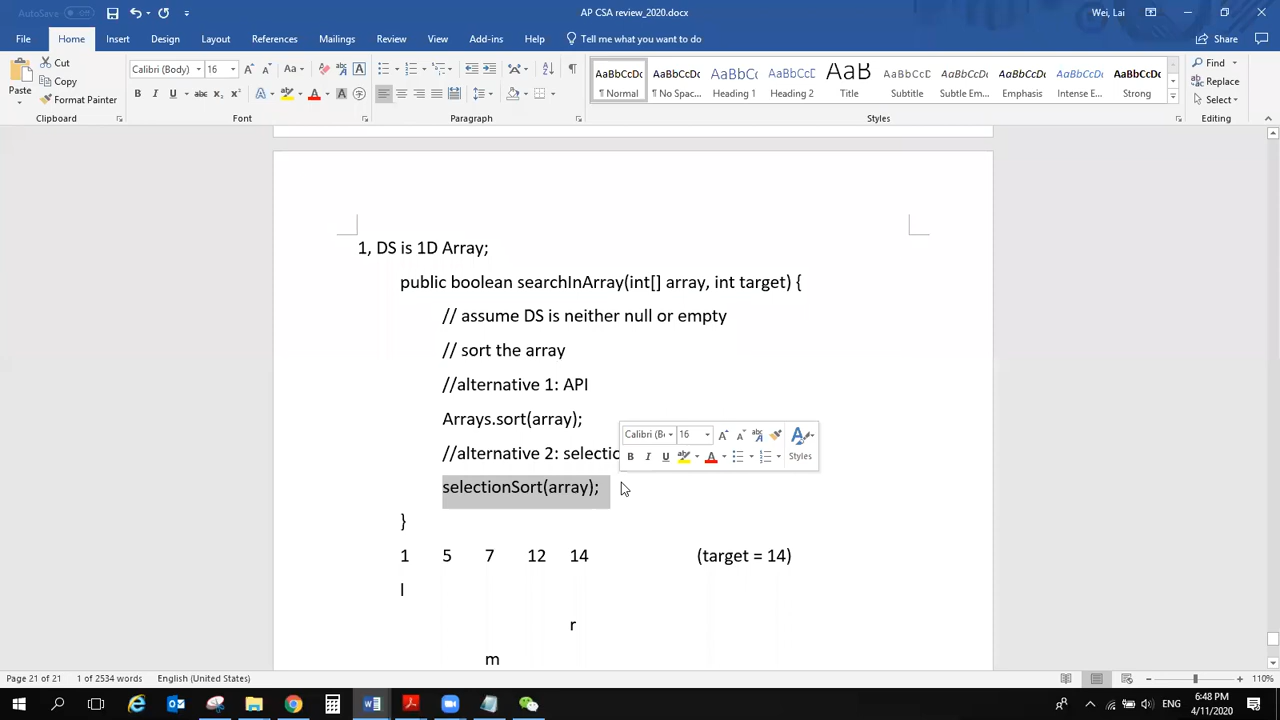 AutoSave Off
AP CSA review_2020.docx
Wei, Lai
File Home Insert Design Layout References Mailings Review View Add-ins Help Tell me what you want to do Share
Paste
Cut
Copy
Format Painter
Clipboard
Calibri (Body) 16
Font
Paragraph
AaBbCcDc AaBbCcDc AaBbCcD AaBbCcD AaB AaBbCcD AaBbCcDc AaBbCcDc AaBbCcDc AaBbCcDc
¶ Normal ¶ No Spac... Heading 1 Heading 2 Title Subtitle Subtle Em... Emphasis Intense E... Strong
Styles
Find
Replace
Select
Editing
1, DS is 1D Array;
public boolean searchInArray(int[] array, int target) {
// assume DS is neither null or empty
// sort the array
//alternative 1: API
Arrays.sort(array);
//alternative 2: selectio
selectionSort(array);
}
Calibri (B 16
B I U
Styles
1 5 7 12 14 (target = 14)
l
r
m
Page 21 of 21 1 of 2534 words English (United States)
110%
ENG
6:48 PM
4/11/2020